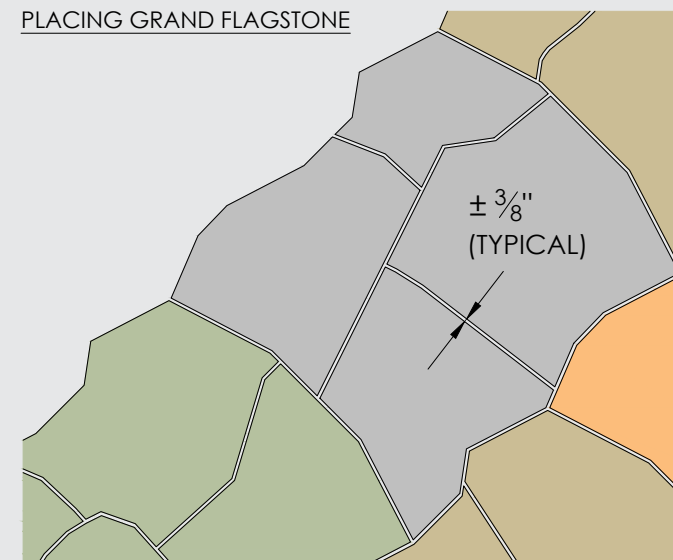 PLACING GRAND FLAGSTONE
± 3/8"
(TYPICAL)